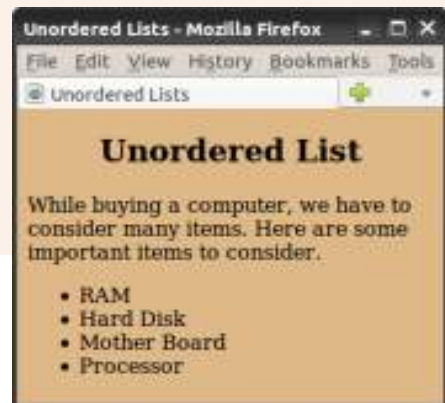 Unordered Lists - Mozilla Firefox
File Edit View History Bookmarks Tools
Unordered Lists
Unordered List
While buying a computer, we have to
consider many items. Here are some
important items to consider.
• RAM
• Hard Disk
• Mother Board
• Processor